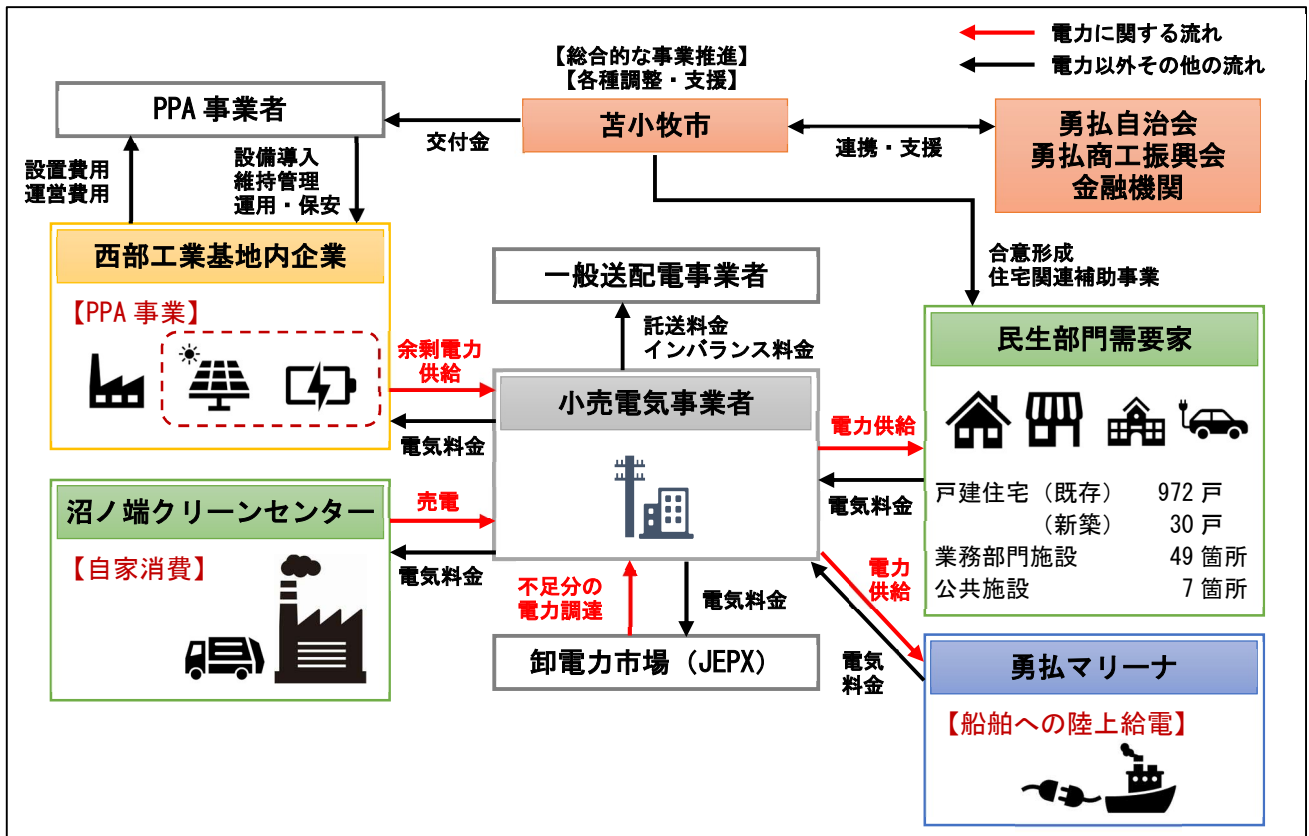 電力に関する流れ
電力以外その他の流れ
【総合的な事業推進】
【各種調整・支援】
PPA 事業者
交付金
苫小牧市
連携・支援
勇払自治会
勇払商工振興会
金融機関
設置費用
運営費用
設備導入
維持管理
運用・保安
合意形成
住宅関連補助事業
西部工業基地内企業
【PPA 事業】
一般送配電事業者
託送料金
インバランス料金
余剰電力
供給
電気料金
小売電気事業者
電力供給
電気料金
民生部門需要家
戸建住宅（既存） 972 戸
（新築） 30 戸
業務部門施設 49 箇所
公共施設 7 箇所
沼ノ端クリーンセンター
【自家消費】
売電
電気料金
不足分の
電力調達
電気料金
卸電力市場（JEPX）
電力
供給
電気
料金
勇払マリーナ
【船舶への陸上給電】